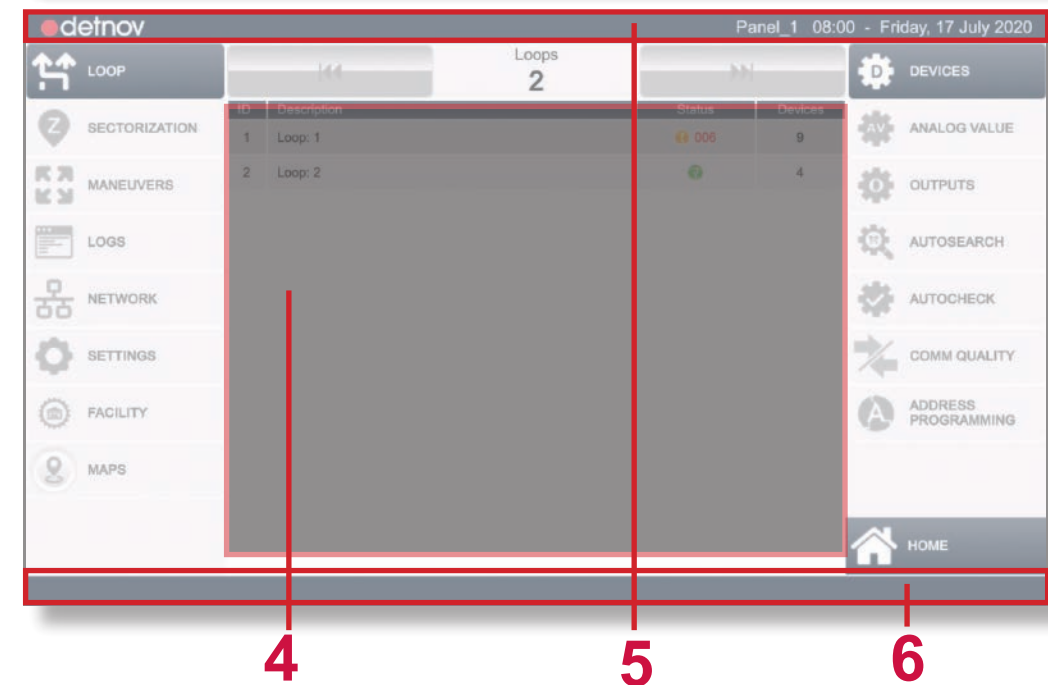 detnov
Panel_1 08:00 - Friday, 17 July 2020
LOOP
SECTORIZATION
MANEUVERS
LOGS
NETWORK
SETTINGS
FACILITY
MAPS
Loops
2
ID Description Status Devices
1 Loop: 1 006 9
2 Loop: 2 4
DEVICES
ANALOG VALUE
OUTPUTS
AUTOSEARCH
AUTOCHECK
COMM QUALITY
ADDRESS
PROGRAMMING
HOME
4 5 6